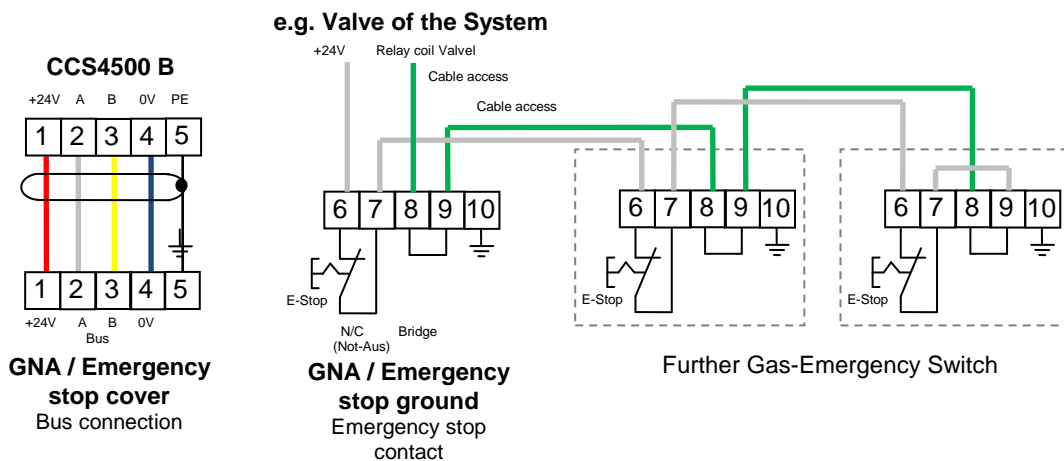 e.g. Valve of the System
+24V Relay coil Valvel
Cable access
Cable access
CCS4500 B
+24V A B 0V PE
1 2 3 4 5
1 2 3 4 5
+24V A B 0V
Bus
GNA / Emergency
stop cover
Bus connection
6 7 8 9 10
E-Stop
N/C Bridge
(Not-Aus)
GNA / Emergency
stop ground
Emergency stop
contact
6 7 8 9 10
E-Stop
6 7 8 9 10
E-Stop
Further Gas-Emergency Switch